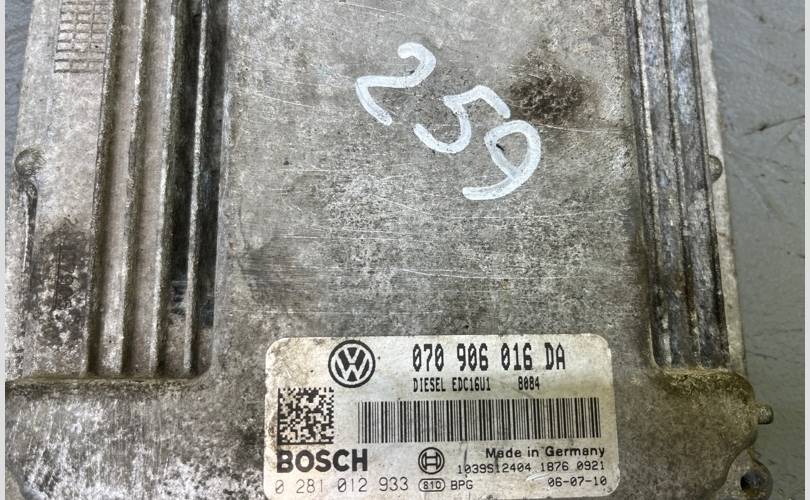 259
070 906 016 DA
DIESEL EDC16U1 8084
BOSCH
Made in Germany
1039S12404 1876 0921
0 281 012 933 810 BPG 06-07-10